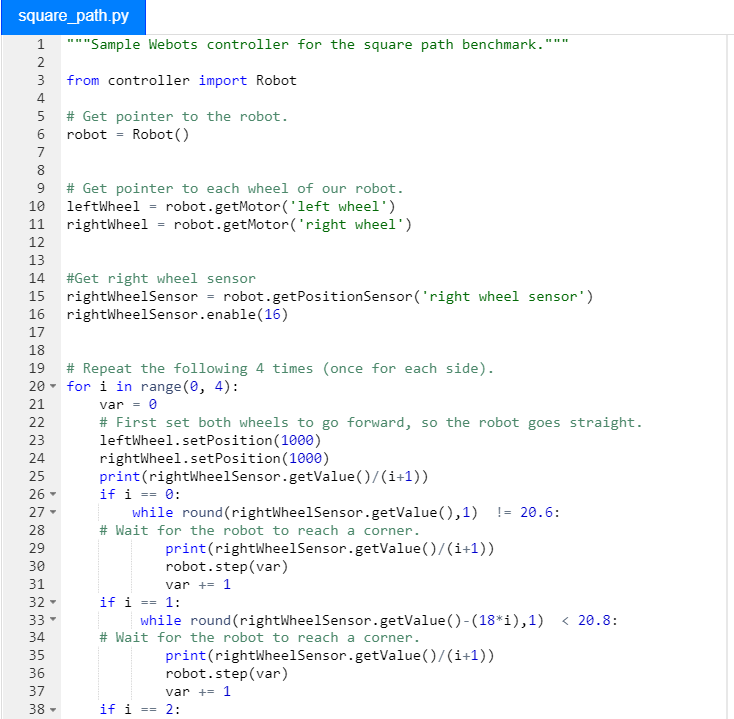 square_path.py
1 """Sample Webots controller for the square path benchmark."""
2
3 from controller import Robot
4
5 # Get pointer to the robot.
6 robot = Robot()
7
8
9 # Get pointer to each wheel of our robot.
10 leftWheel = robot.getMotor('left wheel')
11 rightWheel = robot.getMotor('right wheel')
12
13
14 #Get right wheel sensor
15 rightWheelSensor = robot.getPositionSensor('right wheel sensor')
16 rightWheelSensor.enable(16)
17
18
19 # Repeat the following 4 times (once for each side).
20 for i in range(0, 4):
21     var = 0
22     # First set both wheels to go forward, so the robot goes straight.
23     leftWheel.setPosition(1000)
24     rightWheel.setPosition(1000)
25     print(rightWheelSensor.getValue()/(i+1))
26     if i == 0:
27         while round(rightWheelSensor.getValue(),1)  != 20.6:
28     # Wait for the robot to reach a corner.
29             print(rightWheelSensor.getValue()/(i+1))
30             robot.step(var)
31             var += 1
32     if i == 1:
33          while round(rightWheelSensor.getValue()-(18*i),1)  < 20.8:
34     # Wait for the robot to reach a corner.
35             print(rightWheelSensor.getValue()/(i+1))
36             robot.step(var)
37             var += 1
38     if i == 2: